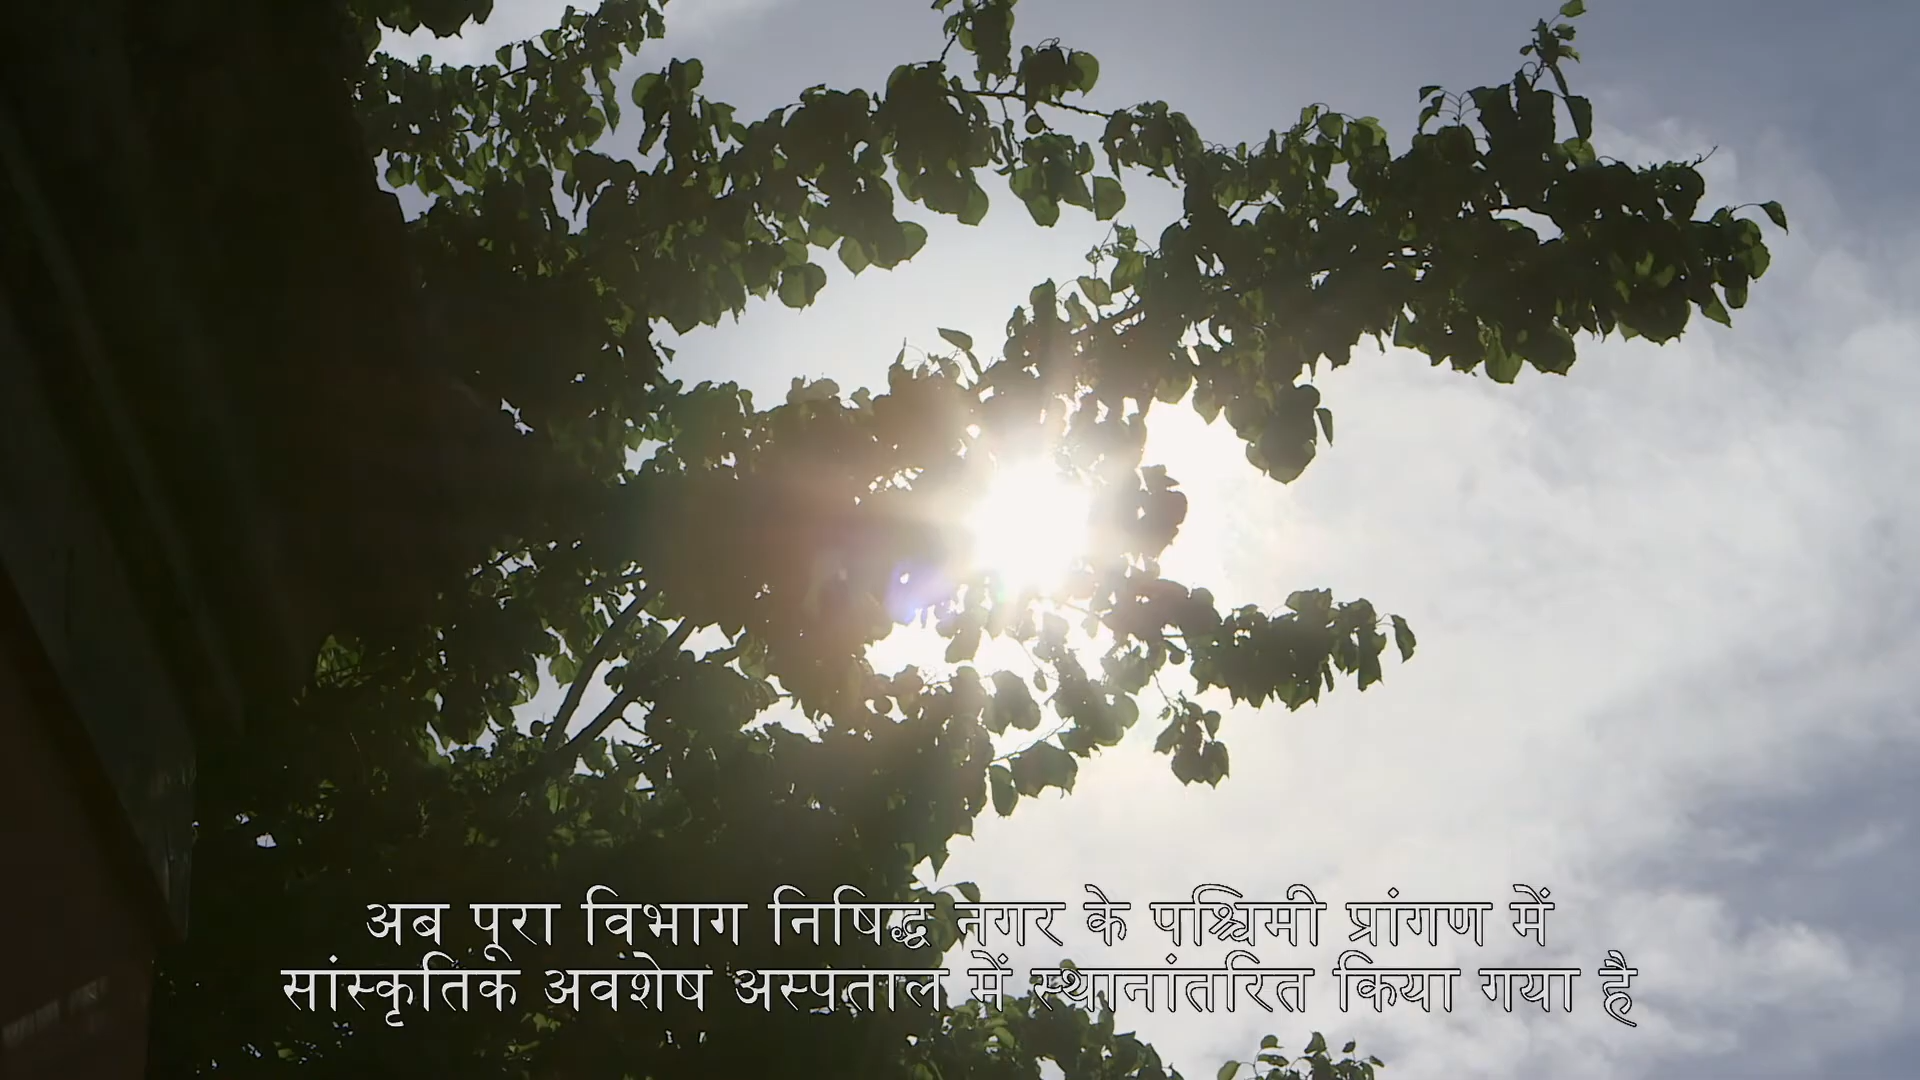 अब पूरा विभाग निषिद्ध नगर के पश्चिमी प्रांगण में
सांस्कृतिक अवशेष अस्पताल में स्थानांतरित किया गया है